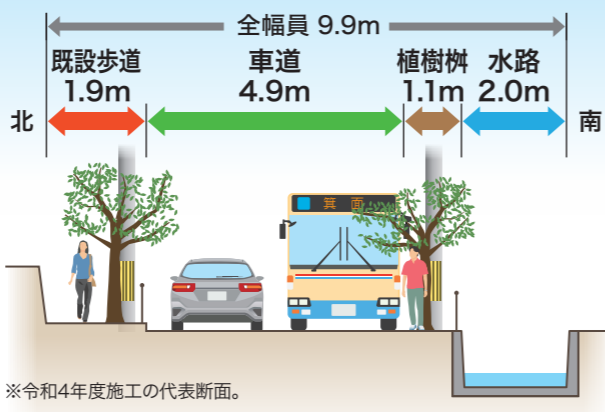 全幅員 9.9m
既設歩道 車道 植樹桝 水路
1.9m 4.9m 1.1m 2.0m
北 南
箕面
※令和4年度施工の代表断面。